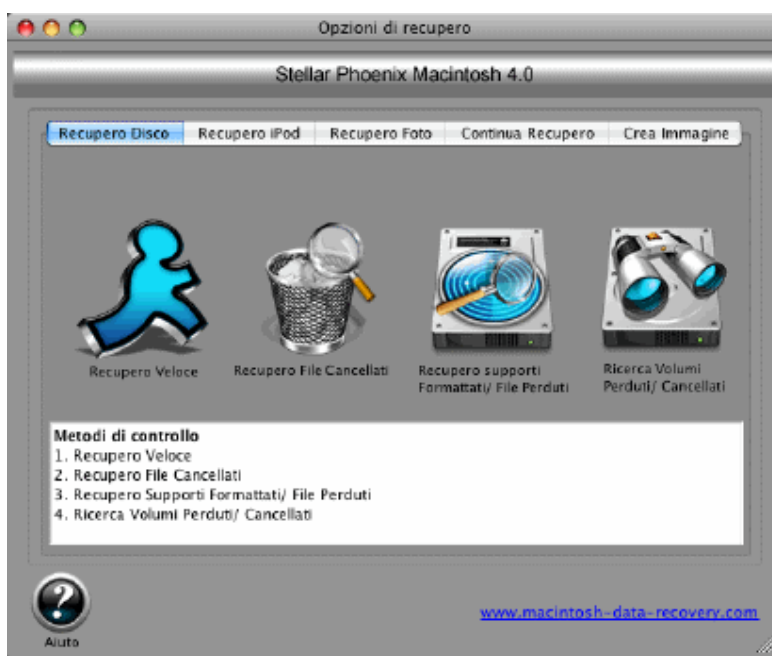 Opzioni di recupero
Stellar Phoenix Macintosh 4.0
Recupero Disco
Recupero iPod
Recupero Foto
Continua Recupero
Crea Immagine
Recupero Veloce
Recupero File Cancellati
Recupero supporti
Formattati/ File Perduti
Ricerca Volumi
Perduti/ Cancellati
Metodi di controllo
1. Recupero Veloce
2. Recupero File Cancellati
3. Recupero Supporti Formattati/ File Perduti
4. Ricerca Volumi Perduti/ Cancellati
?
Aiuto
www.macintosh-data-recovery.com